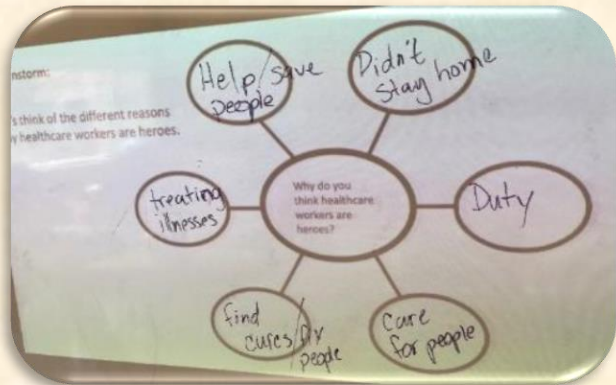 nstorm:
's think of the different reasons
y healthcare workers are heroes.
Help/save
people
Didn't
stay home
treating
illnesses
Why do you
think healthcare
workers are
heroes?
Duty
find
cures/
people
care
for people